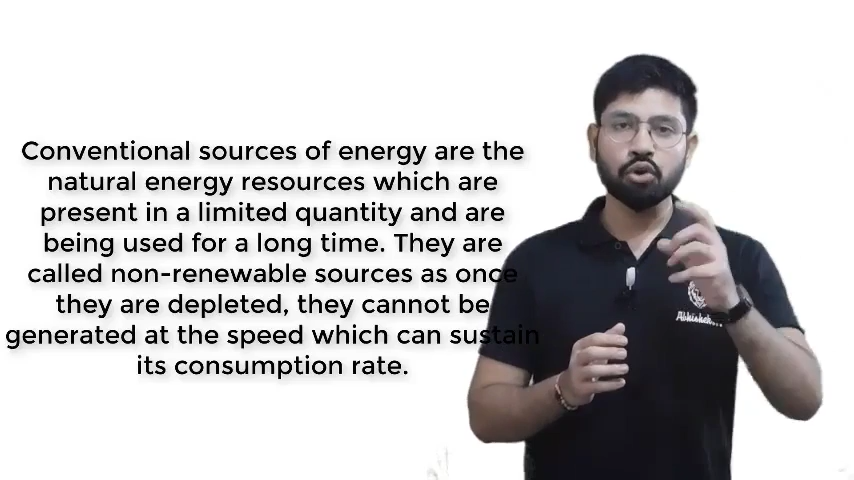 Conventional sources of energy are the
natural energy resources which are
present in a limited quantity and are
being used for a long time. They are
called non-renewable sources as once
they are depleted, they cannot be
generated at the speed which can sustain
its consumption rate.